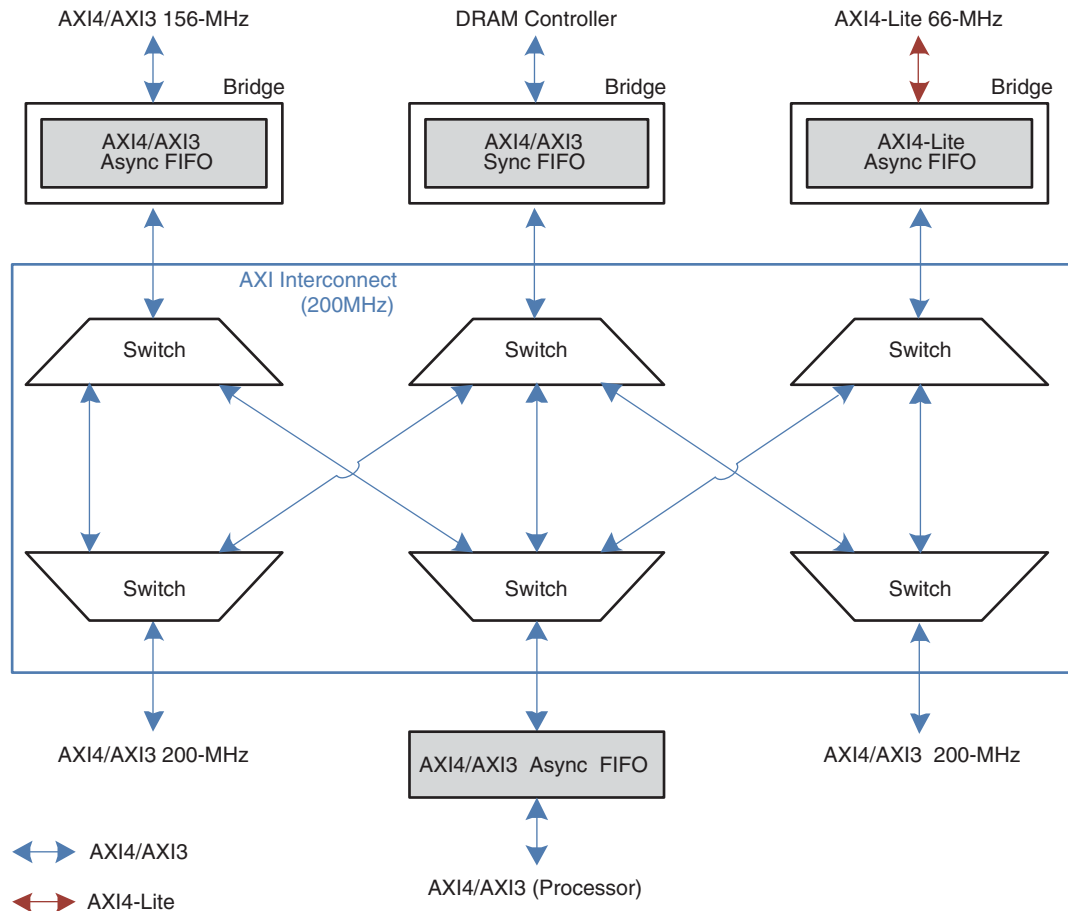 AXI4/AXI3 156-MHz
DRAM Controller
AXI4-Lite 66-MHz
Bridge
Bridge
Bridge
AXI4/AXI3
Async FIFO
AXI4/AXI3
Sync FIFO
AXI4-Lite
Async FIFO
AXI Interconnect
(200MHz)
Switch
Switch
Switch
Switch
Switch
Switch
AXI4/AXI3 200-MHz
AXI4/AXI3 Async FIFO
AXI4/AXI3 200-MHz
AXI4/AXI3
AXI4/AXI3 (Processor)
AXI4-Lite